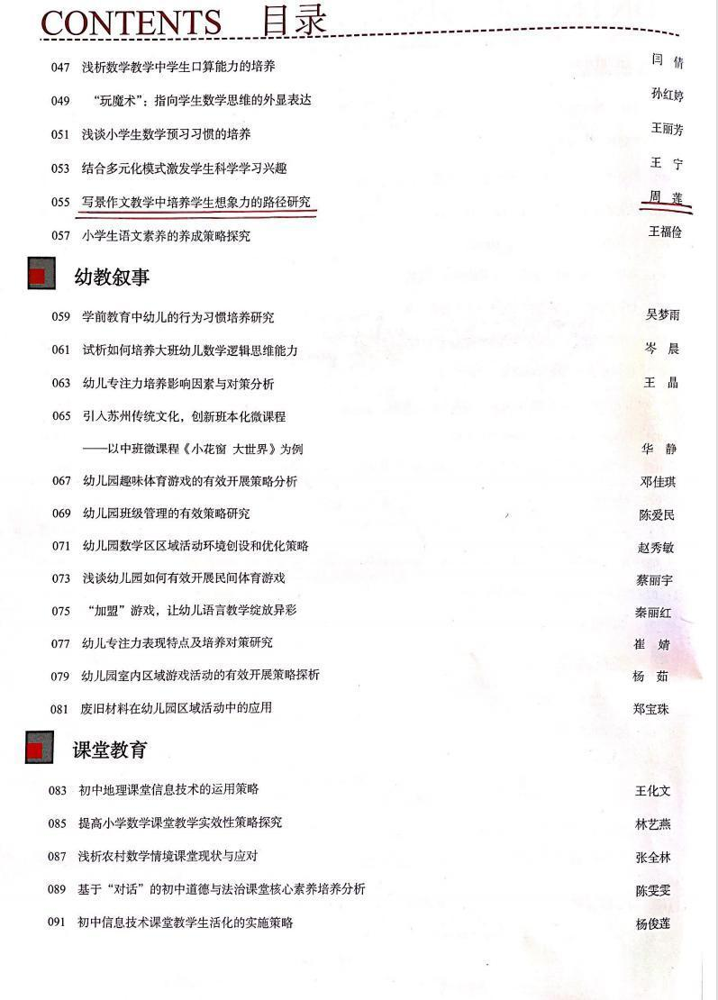 CONTENTS 目录
047 浅析数学教学中学生口算能力的培养 闫 倩
049 “玩魔术”：指向学生数学思维的外显表达 孙红婷
051 浅谈小学生数学预习习惯的培养 王丽芳
053 结合多元化模式激发学生科学学习兴趣 王 宁
055 写景作文教学中培养学生想象力的路径研究 周 莲
057 小学生语文素养的养成策略探究 王福俭
幼教叙事
059 学前教育中幼儿的行为习惯培养研究 吴梦雨
061 试析如何培养大班幼儿数学逻辑思维能力 岑 晨
063 幼儿专注力培养影响因素与对策分析 王 晶
065 引入苏州传统文化，创新班本化微课程
——以中班微课程《小花窗 大世界》为例 华 静
067 幼儿园趣味体育游戏的有效开展策略分析 邓佳琪
069 幼儿园班级管理的有效策略研究 陈爱民
071 幼儿园数学区区域活动环境创设和优化策略 赵秀敏
073 浅谈幼儿园如何有效开展民间体育游戏 蔡丽宇
075 “加盟”游戏，让幼儿语言教学绽放异彩 秦丽红
077 幼儿专注力表现特点及培养对策研究 崔 婧
079 幼儿园室内区域游戏活动的有效开展策略探析 杨 茹
081 废旧材料在幼儿园区域活动中的应用 郑宝珠
课堂教育
083 初中地理课堂信息技术的运用策略 王化文
085 提高小学数学课堂教学实效性策略探究 林艺燕
087 浅析农村数学情境课堂现状与应对 张全林
089 基于“对话”的初中道德与法治课堂核心素养培养分析 陈雯雯
091 初中信息技术课堂教学生活化的实施策略 杨俊莲